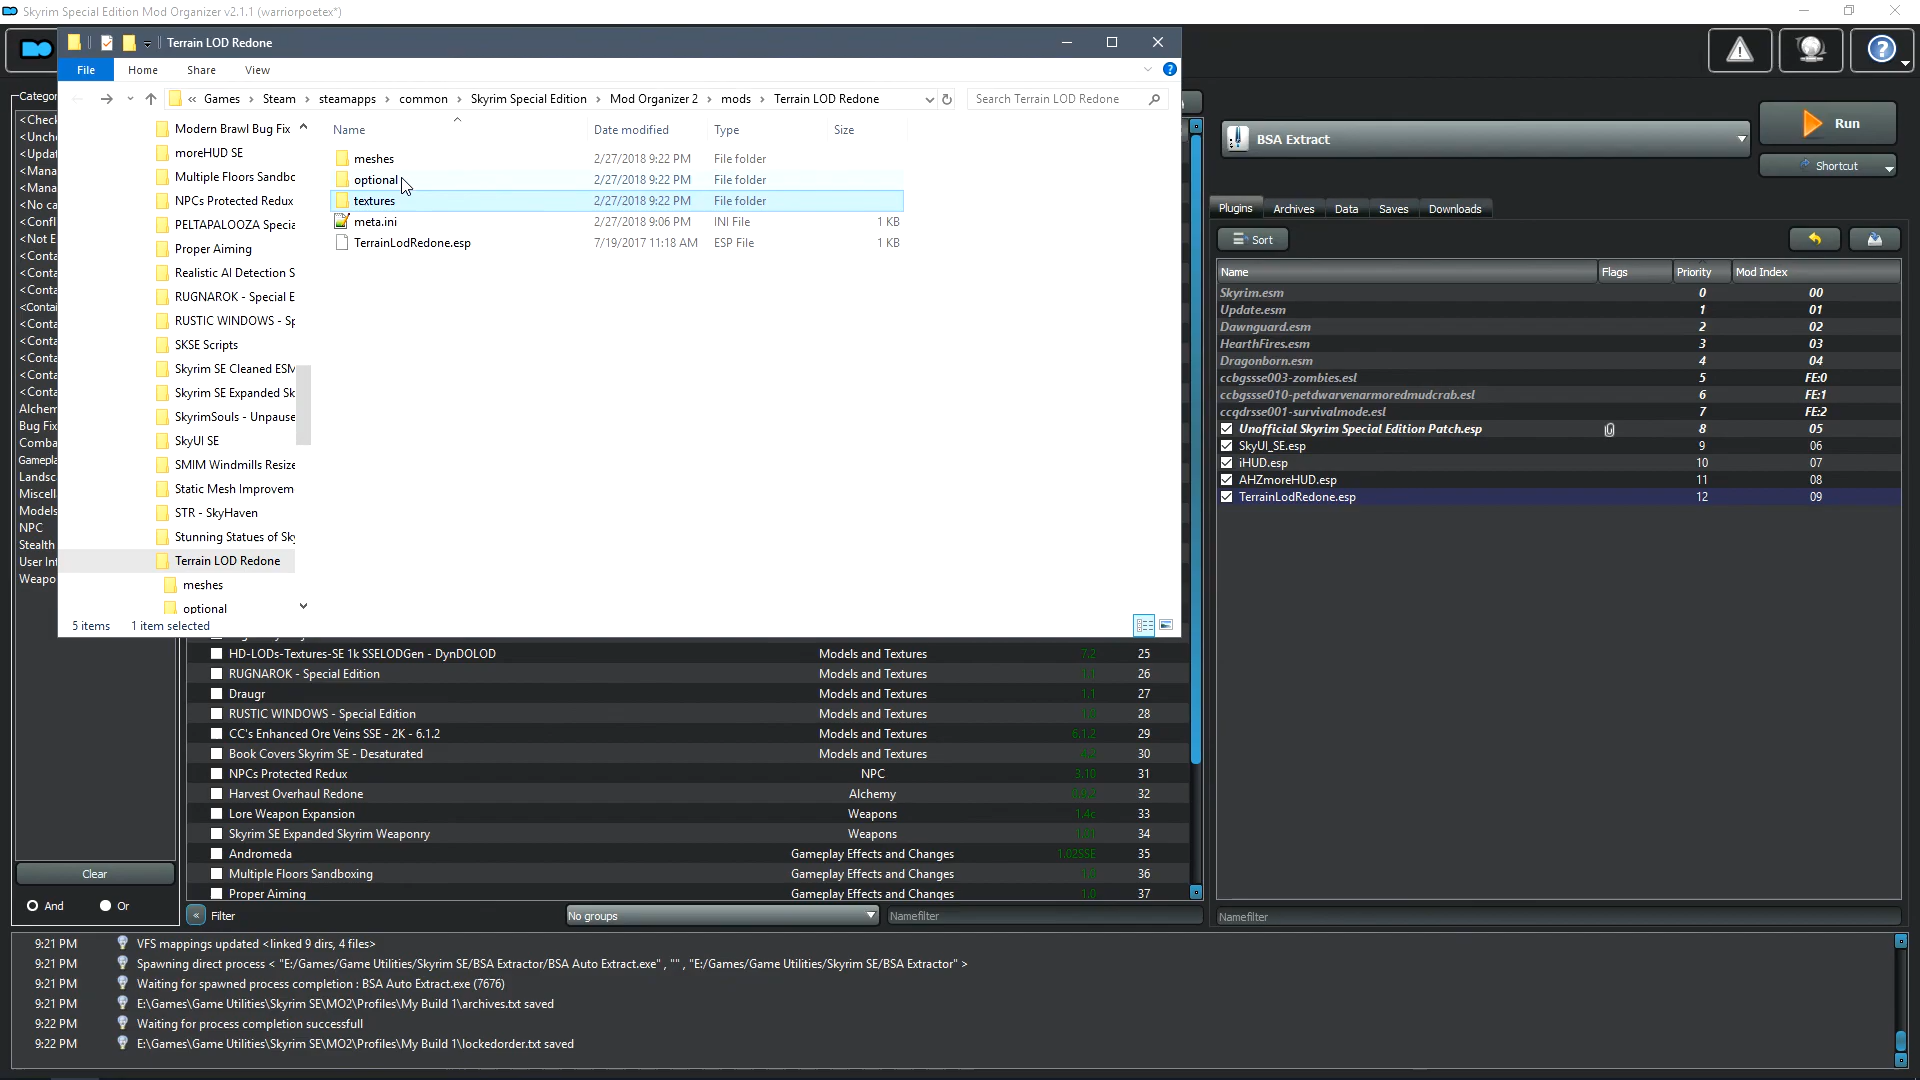 Skyrim Special Edition Mod Organizer v2.1.1 (warriorpoetex*)
Terrain LOD Redone
File Home Share View
« Games > Steam > steamapps > common > Skyrim Special Edition > Mod Organizer 2 > mods > Terrain LOD Redone
Search Terrain LOD Redone
Categor
<Check
<Unche
<Updat
<Mana
<Mana
<No ca
<Confl
<Not E
<Conta
<Conta
<Conta
<Contai
<Conta
<Conta
<Conta
<Conta
<Conta
Alchem
Bug Fix
Comba
Gamepla
Landsc
Miscell
Models
NPC
Stealth
User Int
Weapo
Clear
And Or
Modern Brawl Bug Fix
moreHUD SE
Multiple Floors Sandbo
NPCs Protected Redux
PELTAPALOOZA Specia
Proper Aiming
Realistic AI Detection S
RUGNAROK - Special E
RUSTIC WINDOWS - Sp
SKSE Scripts
Skyrim SE Cleaned ESM
Skyrim SE Expanded Sk
SkyrimSouls - Unpause
SkyUI SE
SMIM Windmills Resize
Static Mesh Improvem
STR - SkyHaven
Stunning Statues of Sky
Terrain LOD Redone
meshes
optional
Name Date modified Type Size
meshes 2/27/2018 9:22 PM File folder
optional 2/27/2018 9:22 PM File folder
textures 2/27/2018 9:22 PM File folder
meta.ini 2/27/2018 9:06 PM INI File 1 KB
TerrainLodRedone.esp 7/19/2017 11:18 AM ESP File 1 KB
5 items 1 item selected
HD-LODs-Textures-SE 1k SSELODGen - DynDOLOD Models and Textures 7.2 25
RUGNAROK - Special Edition Models and Textures 1.1 26
Draugr Models and Textures 1.1 27
RUSTIC WINDOWS - Special Edition Models and Textures 28
CC's Enhanced Ore Veins SSE - 2K - 6.1.2 Models and Textures 6.1.2 29
Book Covers Skyrim SE - Desaturated Models and Textures 30
NPCs Protected Redux NPC 3.10 31
Harvest Overhaul Redone Alchemy 32
Lore Weapon Expansion Weapons 1.4c 33
Skyrim SE Expanded Skyrim Weaponry Weapons 34
Andromeda Gameplay Effects and Changes 1.02SSE 35
Multiple Floors Sandboxing Gameplay Effects and Changes 36
Proper Aiming Gameplay Effects and Changes 1.0 37
« Filter No groups Namefilter
BSA Extract
Run
Shortcut
Plugins Archives Data Saves Downloads
Sort
Name Flags Priority Mod Index
Skyrim.esm 0 00
Update.esm 1 01
Dawnguard.esm 2 02
HearthFires.esm 3 03
Dragonborn.esm 4 04
ccbgssse003-zombies.esl 5 FE:0
ccbgssse010-petdwarvenarmoredmudcrab.esl 6 FE:1
ccqdrsse001-survivalmode.esl 7 FE:2
Unofficial Skyrim Special Edition Patch.esp 8 05
SkyUI_SE.esp 9 06
iHUD.esp 10 07
AHZmoreHUD.esp 11 08
TerrainLodRedone.esp 12 09
Namefilter
9:21 PM VFS mappings updated <linked 9 dirs, 4 files>
9:21 PM Spawning direct process < "E:/Games/Game Utilities/Skyrim SE/BSA Extractor/BSA Auto Extract.exe" , "" , "E:/Games/Game Utilities/Skyrim SE/BSA Extractor" >
9:21 PM Waiting for spawned process completion : BSA Auto Extract.exe (7676)
9:21 PM E:\Games\Game Utilities\Skyrim SE\MO2\Profiles\My Build 1\archives.txt saved
9:22 PM Waiting for process completion successfull
9:22 PM E:\Games\Game Utilities\Skyrim SE\MO2\Profiles\My Build 1\lockedorder.txt saved